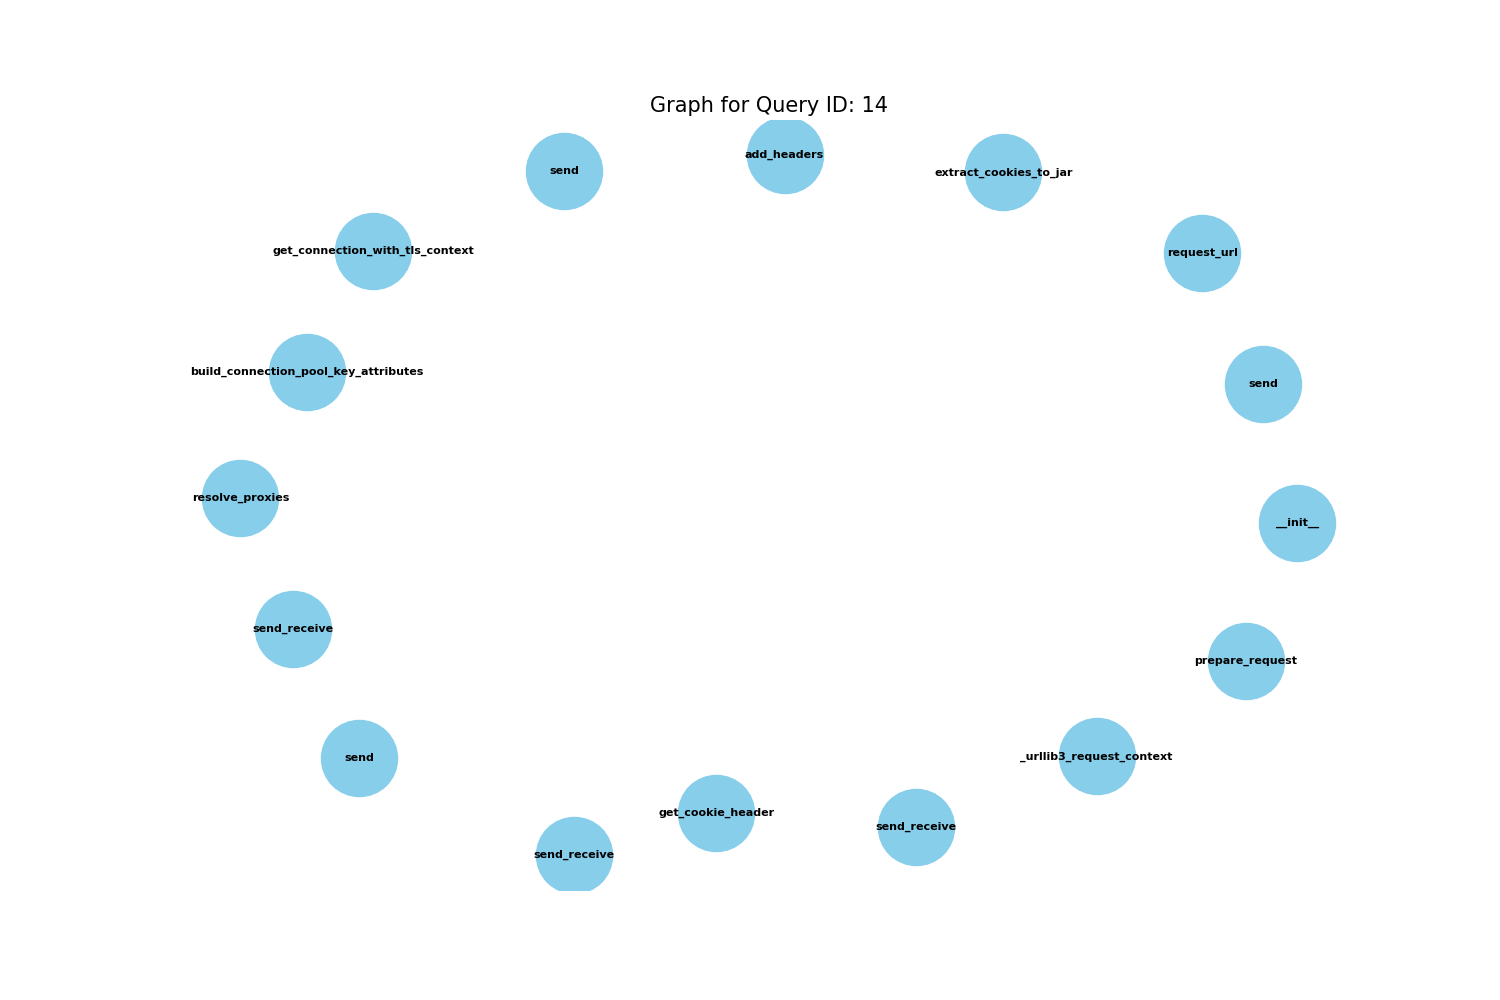 Graph for Query ID: 14
add_headers
send
extract_cookies_to_jar
get_connection_with_tls_context
request_url
build_connection_pool_key_attributes
send
resolve_proxies
__init__
send_receive
prepare_request
send
_urllib3_request_context
get_cookie_header
send_receive
send_receive